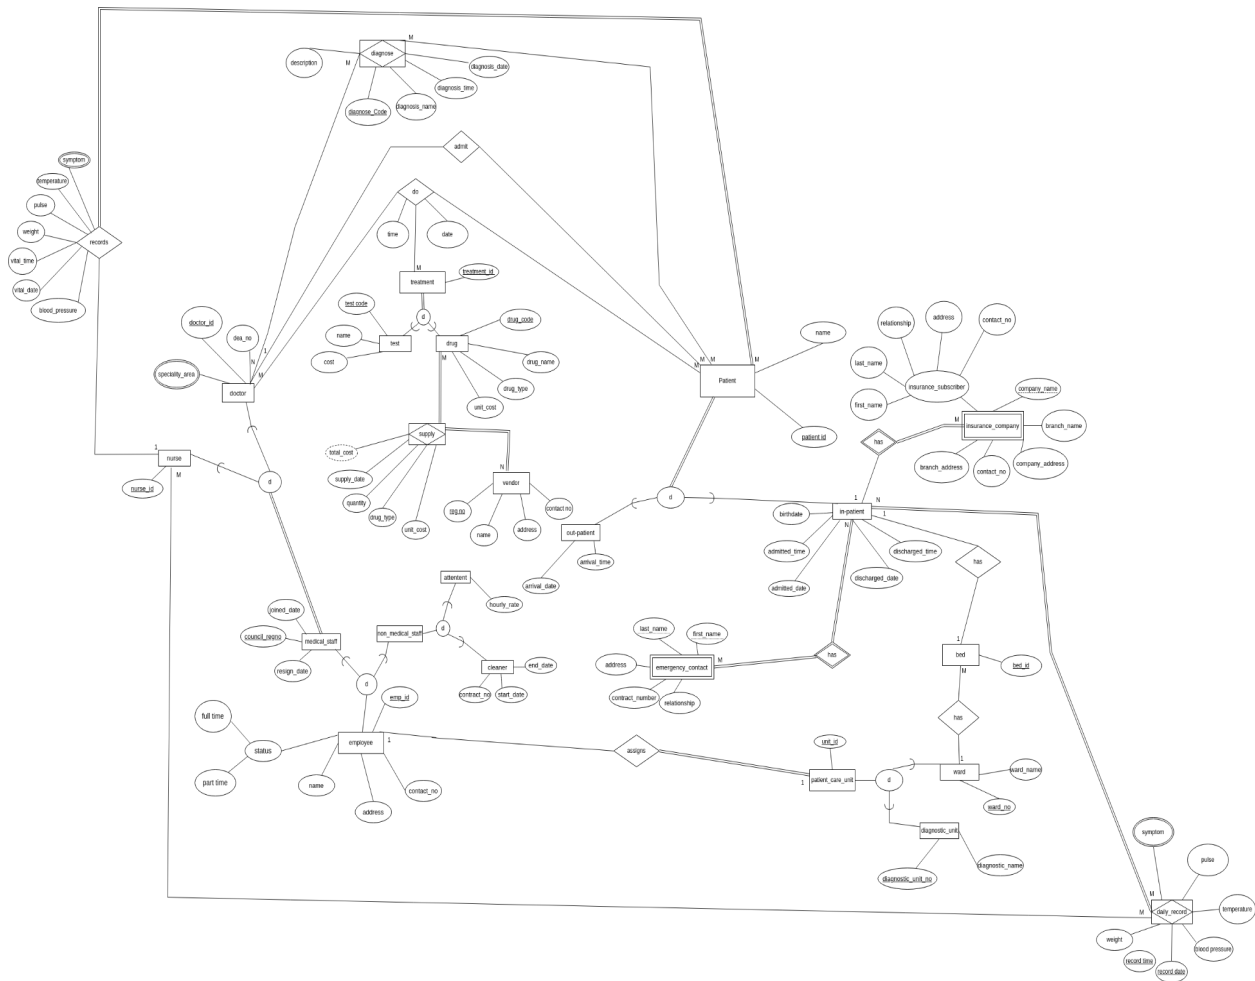 M
diagnose
description
M
diagnosis_date
diagnosis_time
diagnosis_name
diagnose_Code
admit
symptom
temperature
pulse
weight
records
vital_time
vital_date
blood_pressure
do
time
date
M
treatment
treatment_id
d
test code
name
test
cost
drug
drug_code
drug_name
drug_type
unit_cost
M
doctor_id
dea_no
speciality_area
doctor
N
1
M
M
M
M
M
Patient
name
patient id
relationship
address
contact_no
last_name
insurance_subscriber
first_name
company_name
M
insurance_company
branch_name
has
branch_address
contact_no
company_address
1
nurse
nurse_id
M
d
supply
total_cost
supply_date
quantity
drug_type
unit_cost
N
vendor
reg no
name
address
contact no
d
out-patient
arrival_time
arrival_date
1
N
birthdate
in-patient
1
N
admitted_time
admitted_date
discharged_time
discharged_date
has
attentent
hourly_rate
joined_date
council_regno
medical_staff
resign_date
non_medical_staff
d
cleaner
end_date
contract_no
start_date
last_name
first_name
address
emergency_contact
M
has
contract_number
relationship
1
bed
bed_id
M
has
d
emp_id
full time
status
part time
employee
1
name
address
contact_no
assigns
unit_id
1
patient_care_unit
d
1
ward
ward_name
ward_no
diagnostic_unit
diagnostic_name
diagnostic_unit_no
symptom
pulse
M
M
daily_record
temperature
weight
blood pressure
record time
record date